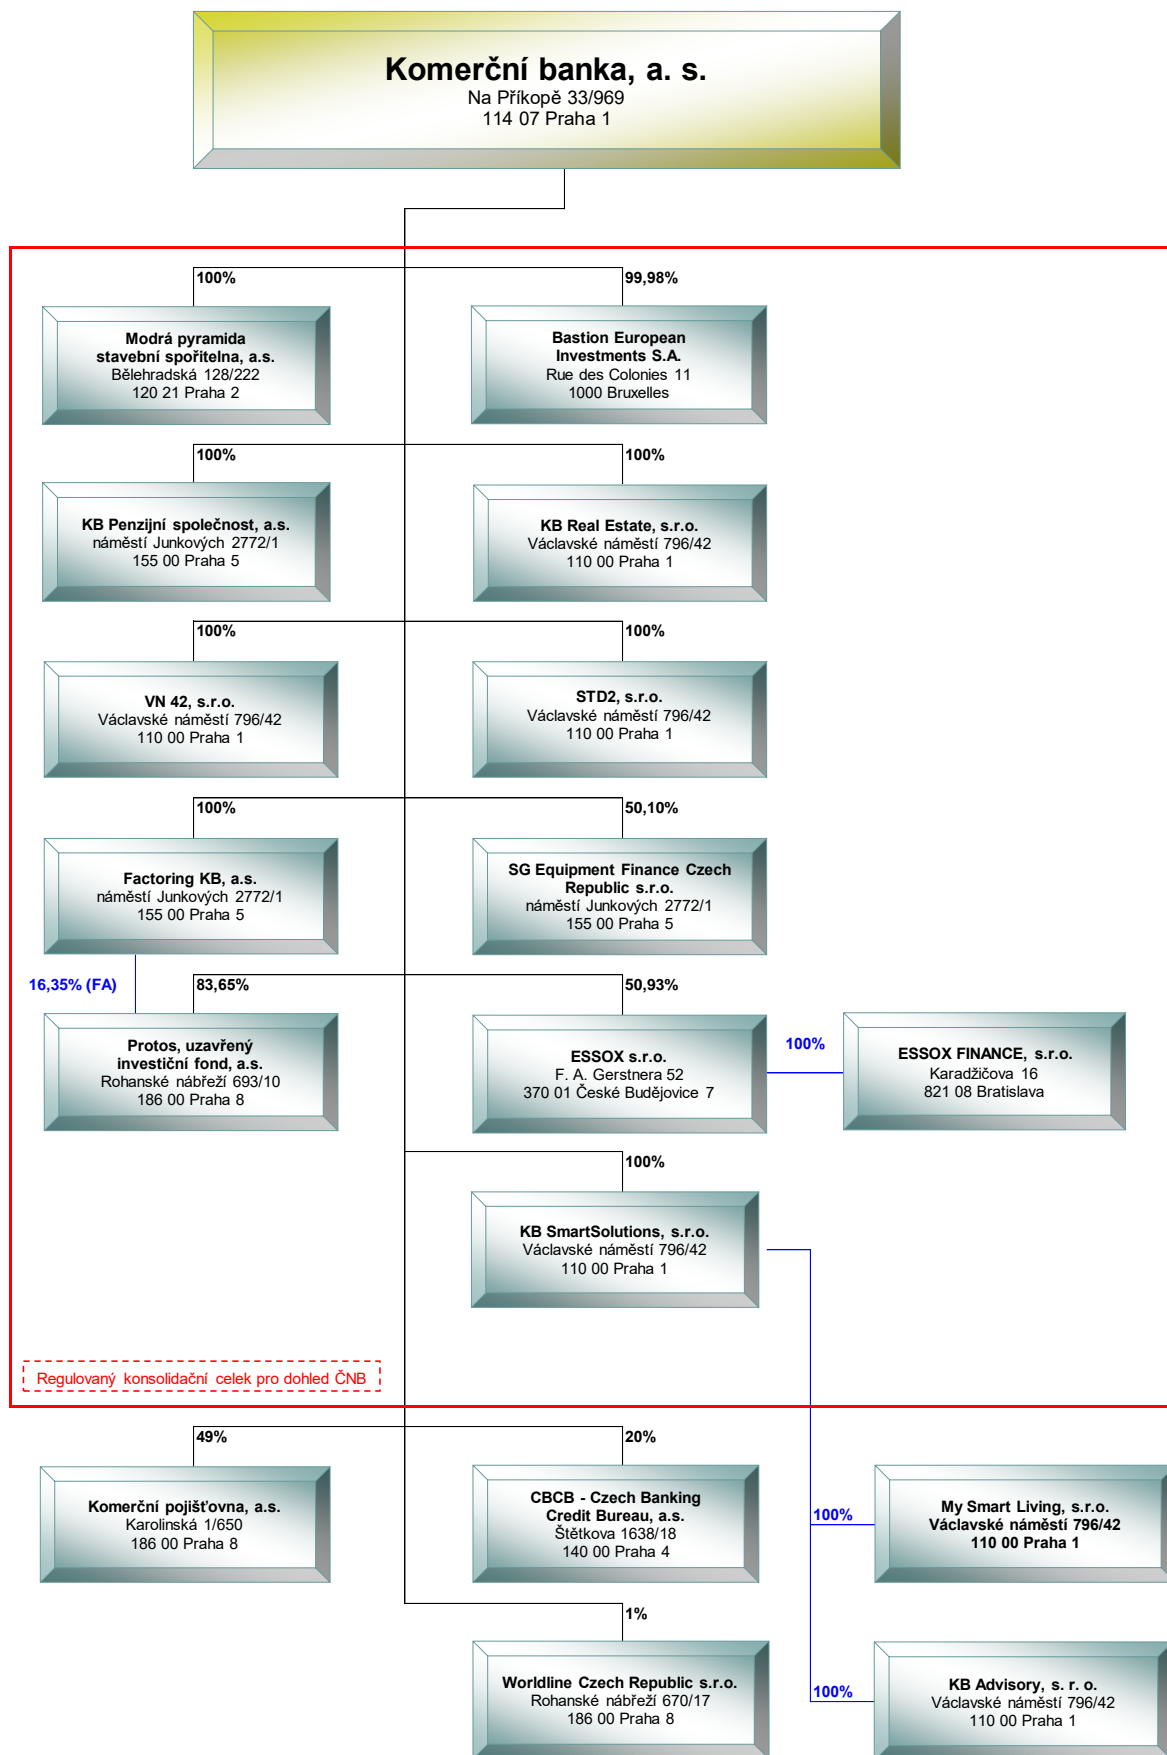 Komerční banka, a. s.
Na Příkopě 33/969
114 07 Praha 1
100%
99,98%
Modrá pyramida
stavební spořitelna, a.s.
Bělehradská 128/222
120 21 Praha 2
Bastion European
Investments S.A.
Rue des Colonies 11
1000 Bruxelles
100%
100%
KB Penzijní společnost, a.s.
náměstí Junkových 2772/1
155 00 Praha 5
KB Real Estate, s.r.o.
Václavské náměstí 796/42
110 00 Praha 1
100%
100%
VN 42, s.r.o.
Václavské náměstí 796/42
110 00 Praha 1
STD2, s.r.o.
Václavské náměstí 796/42
110 00 Praha 1
100%
50,10%
Factoring KB, a.s.
náměstí Junkových 2772/1
155 00 Praha 5
SG Equipment Finance Czech
Republic s.r.o.
náměstí Junkových 2772/1
155 00 Praha 5
16,35% (FA)
83,65%
50,93%
Protos, uzavřený
investiční fond, a.s.
Rohanské nábřeží 693/10
186 00 Praha 8
ESSOX s.r.o.
F. A. Gerstnera 52
370 01 České Budějovice 7
100%
ESSOX FINANCE, s.r.o.
Karadžičova 16
821 08 Bratislava
100%
KB SmartSolutions, s.r.o.
Václavské náměstí 796/42
110 00 Praha 1
Regulovaný konsolidační celek pro dohled ČNB
49%
20%
Komerční pojišťovna, a.s.
Karolinská 1/650
186 00 Praha 8
CBCB - Czech Banking
Credit Bureau, a.s.
Štětkova 1638/18
140 00 Praha 4
100%
My Smart Living, s.r.o.
Václavské náměstí 796/42
110 00 Praha 1
1%
Worldline Czech Republic s.r.o.
Rohanské nábřeží 670/17
186 00 Praha 8
100%
KB Advisory, s. r. o.
Václavské náměstí 796/42
110 00 Praha 1